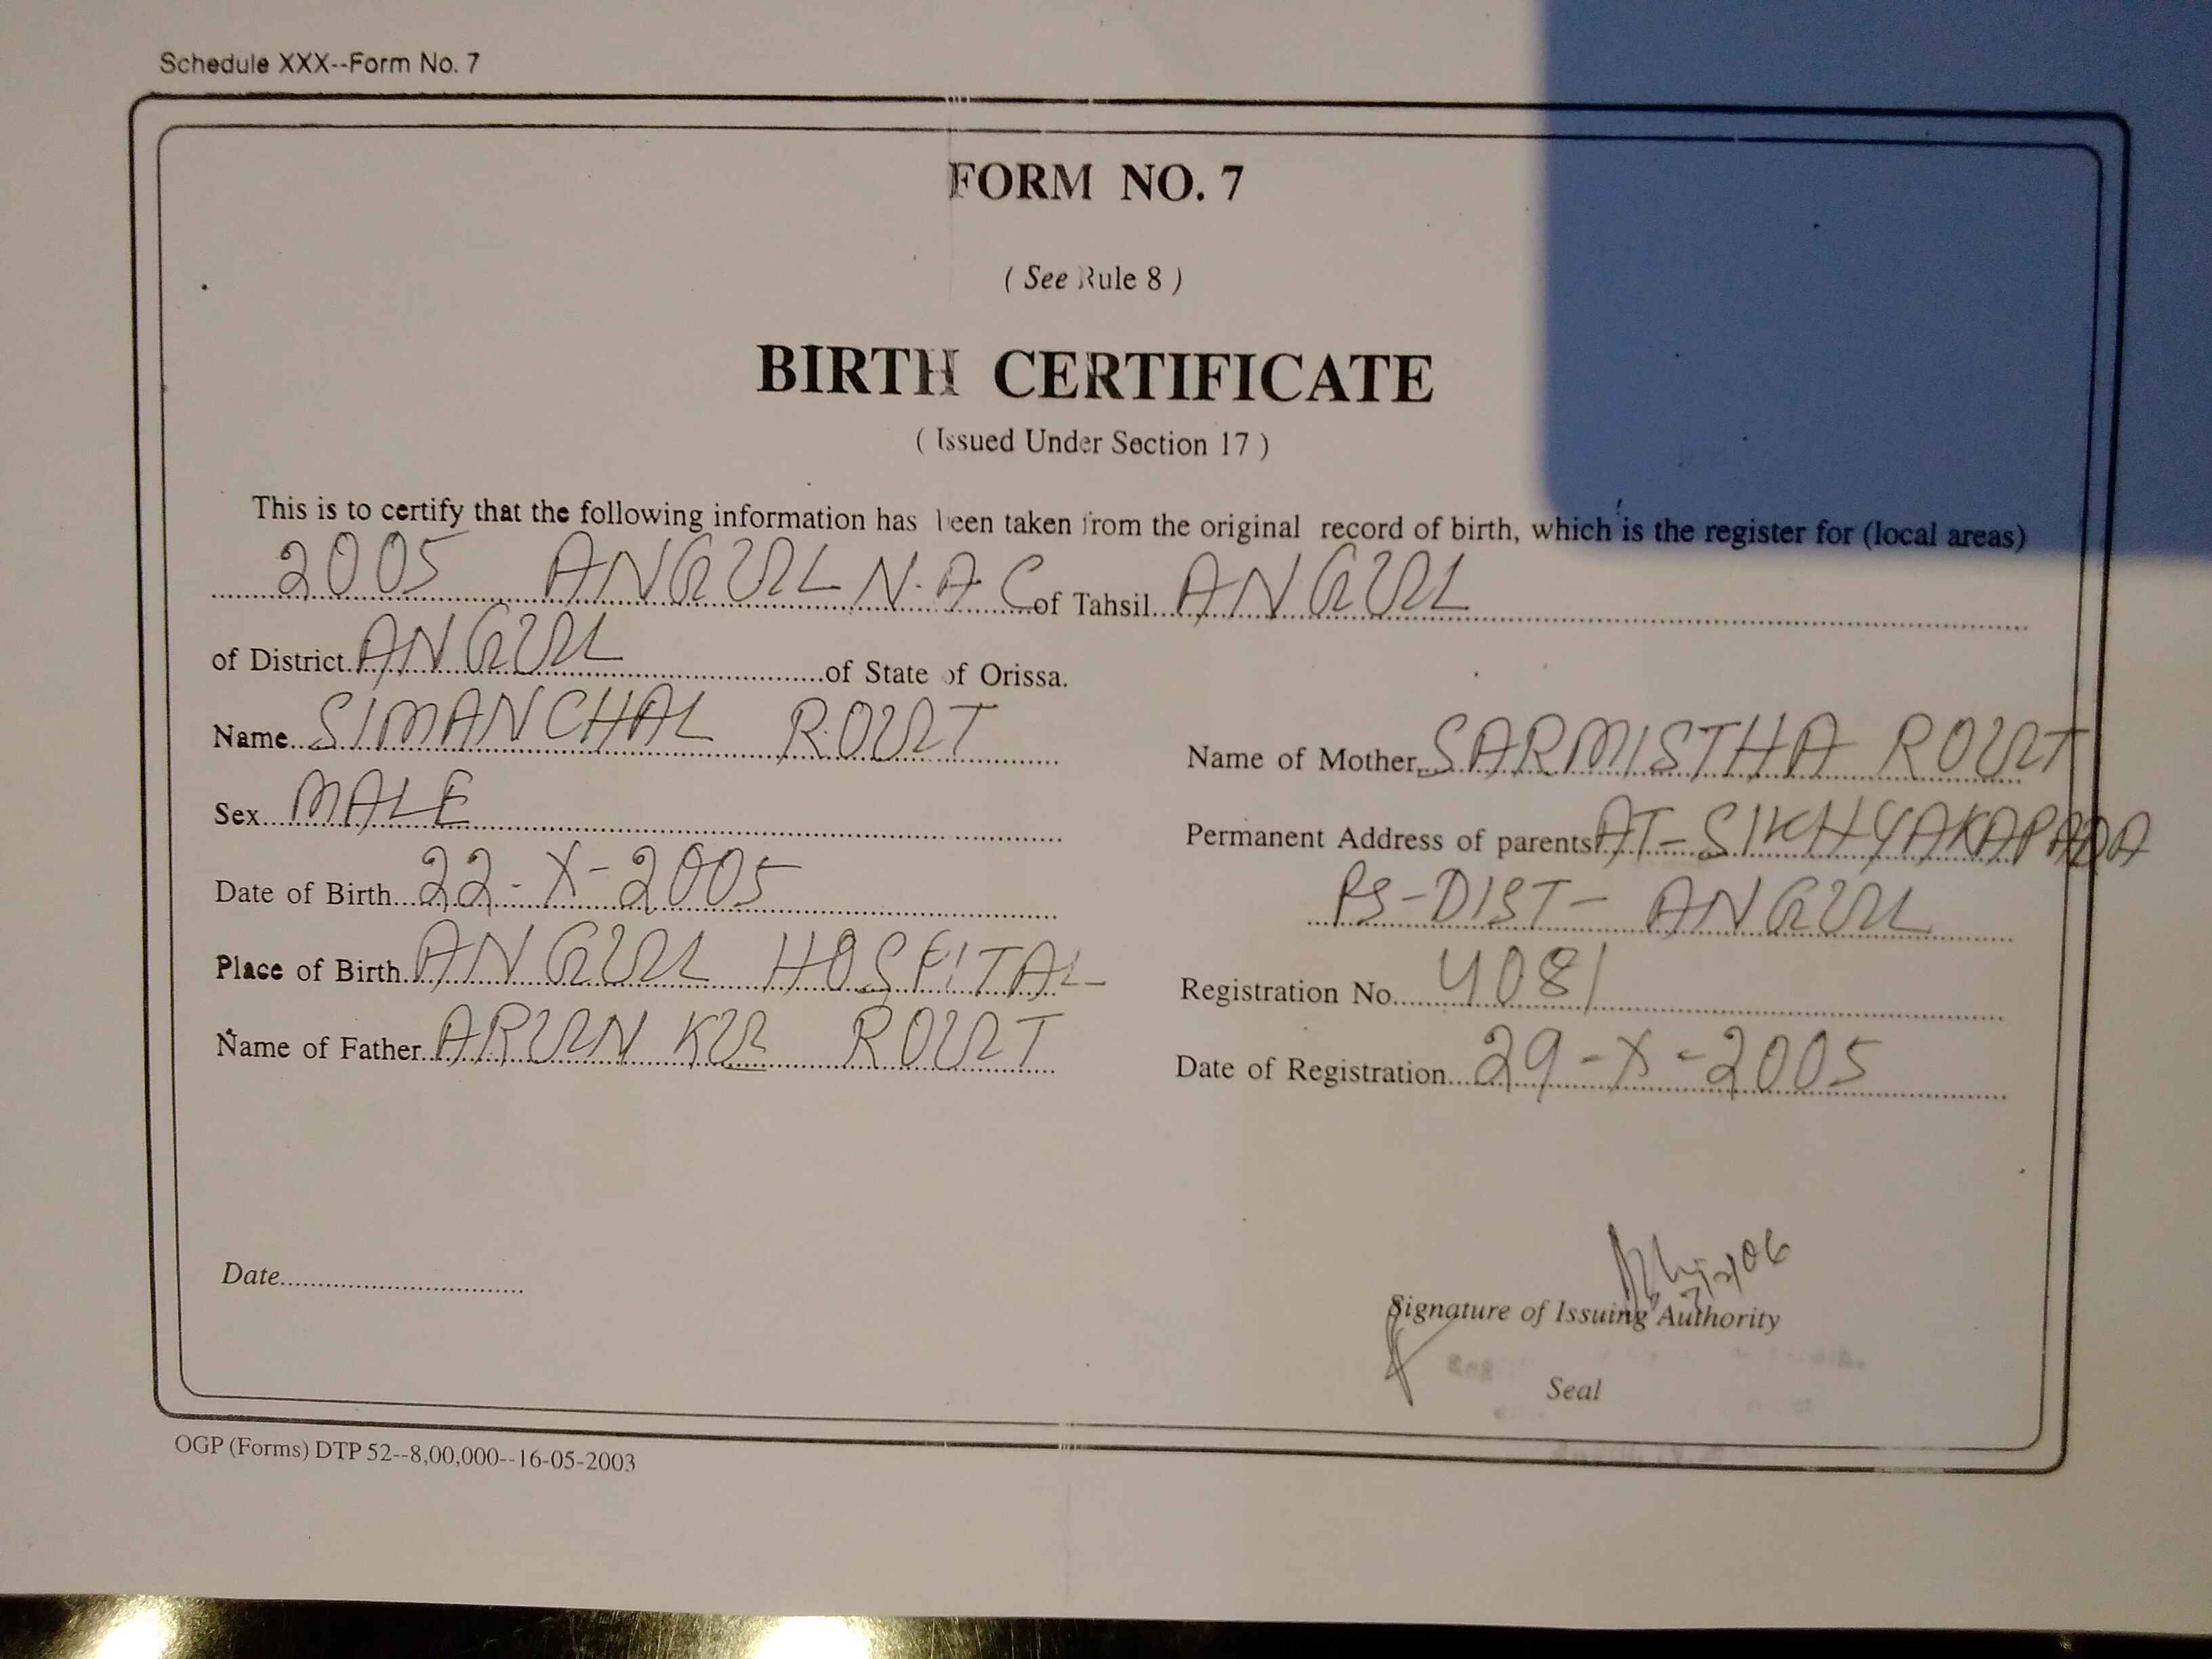 Schedule XXX--Form No. 7
FORM NO. 7
( See Rule 8 )
BIRTH CERTIFICATE
( Issued Under Section 17 )
This is to certify that the following information has been taken from the original record of birth, which is the register for (local areas)
2005 ANGUL N.A.C of Tahsil ANGUL
of District ANGUL of State of Orissa.
Name SIMANCHAL ROUT
Sex MALE
Date of Birth 22-X-2005
Place of Birth ANGUL HOSPITAL
Name of Father ARUN KU ROUT
Name of Mother SARMISTHA ROUT
Permanent Address of parents AT-SIKHYAKAPADA
PS-DIST- ANGUL
Registration No. 4081
Date of Registration 29-X-2005
Date
Signature of Issuing Authority
Seal
OGP (Forms) DTP 52--8,00,000--16-05-2003